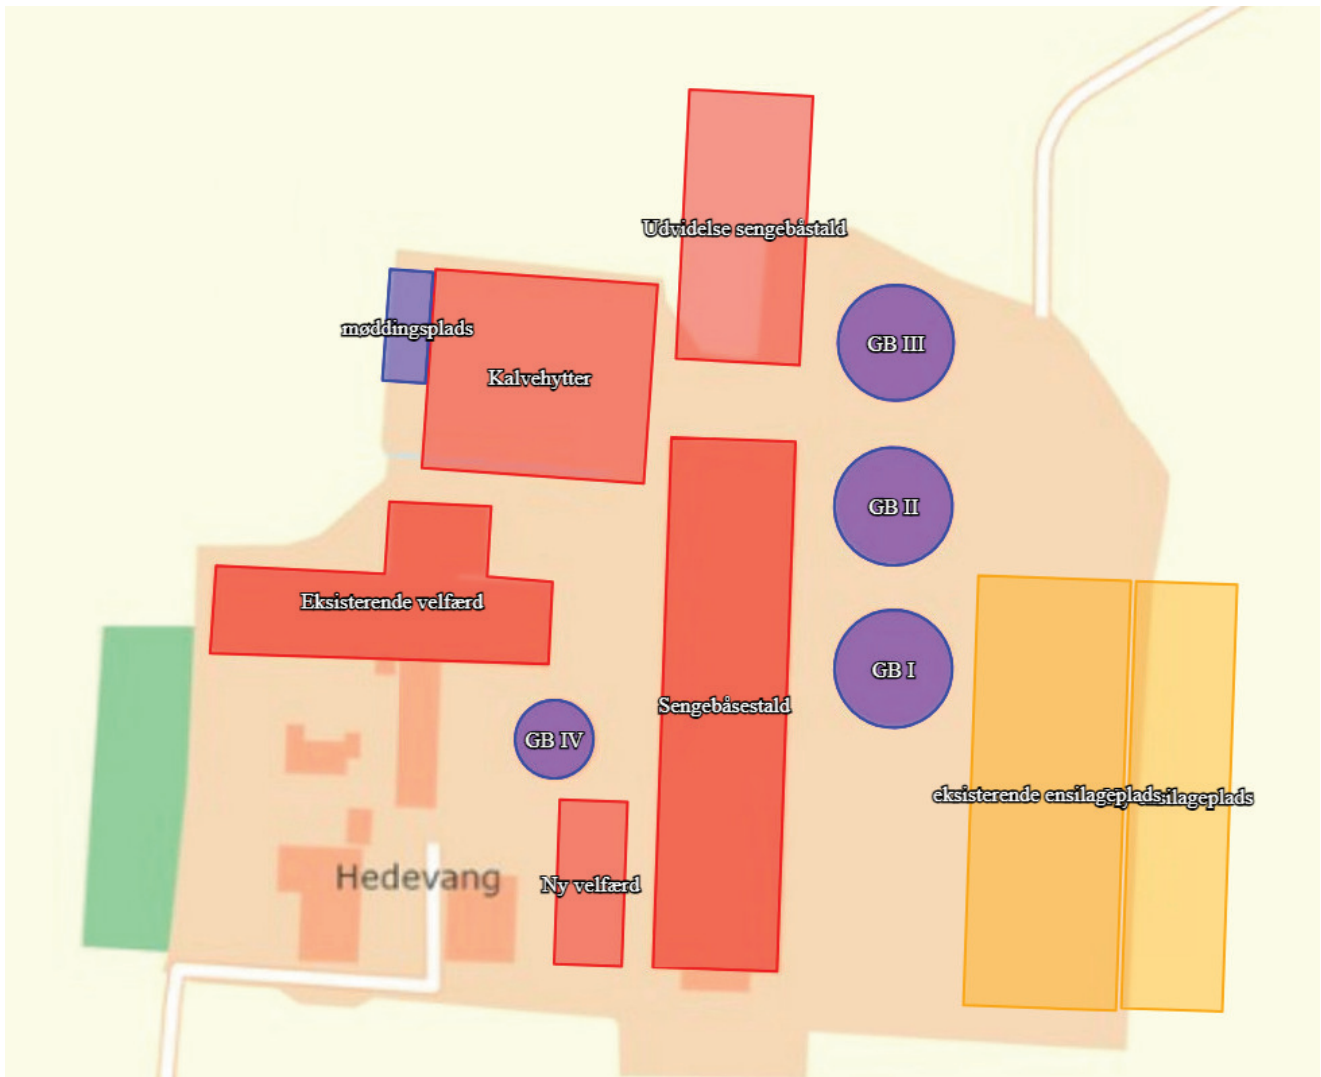 Udvidelse sengebåstald
møddingsplads
GB III
Kalvehytter
GB II
Eksisterende velfærd
GB I
Sengebåsestald
GB IV
eksisterende ensilageplads
Hedevang
Ny velfærd